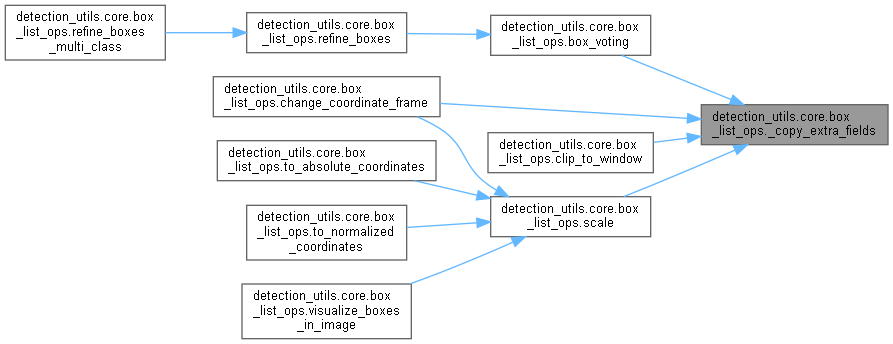 detection_utils.core.box
_list_ops.refine_boxes
_multi_class
detection_utils.core.box
_list_ops.refine_boxes
detection_utils.core.box
_list_ops.box_voting
detection_utils.core.box
_list_ops.change_coordinate_frame
detection_utils.core.box
_list_ops._copy_extra_fields
detection_utils.core.box
_list_ops.clip_to_window
detection_utils.core.box
_list_ops.to_absolute_coordinates
detection_utils.core.box
_list_ops.scale
detection_utils.core.box
_list_ops.to_normalized
_coordinates
detection_utils.core.box
_list_ops.visualize_boxes
_in_image